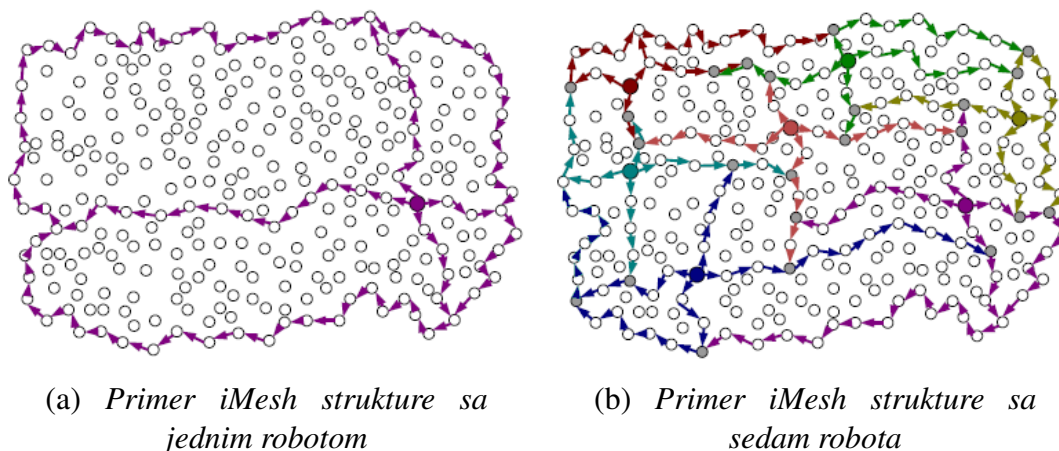 (a) Primer iMesh strukture sa
jednim robotom
(b) Primer iMesh strukture sa
sedam robota